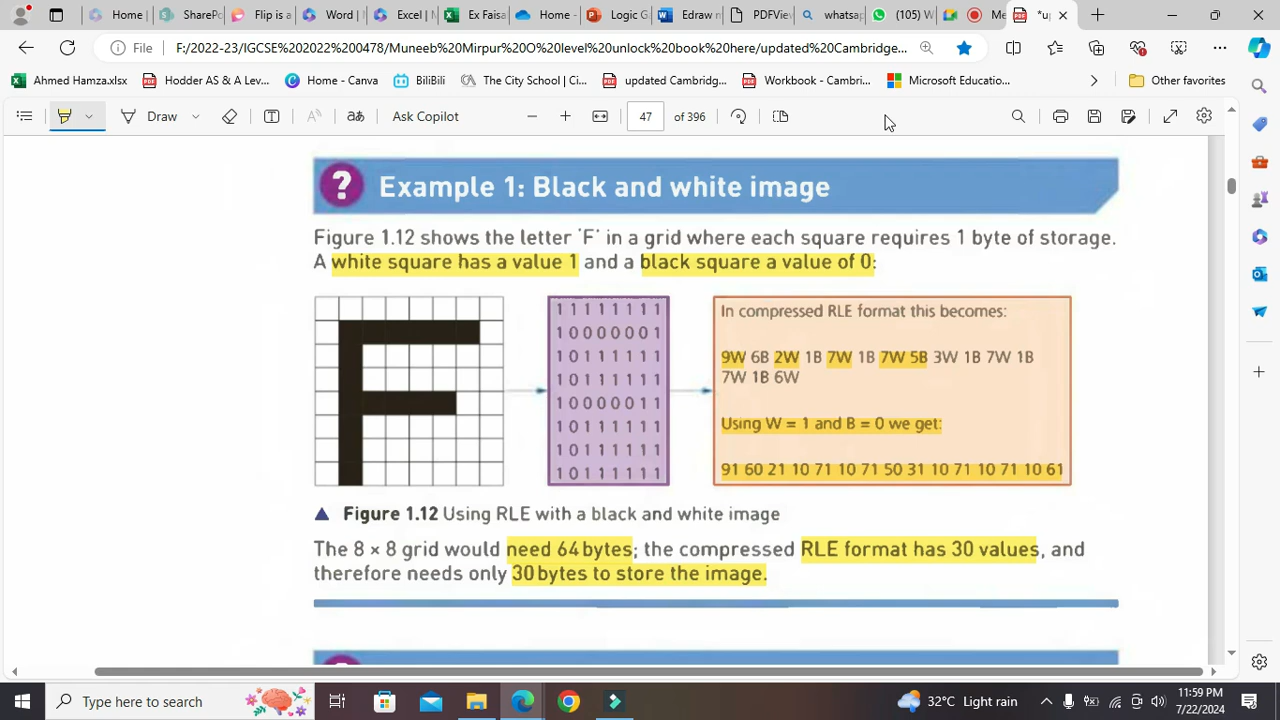 Home
SharePo
Flip is a
Word |
Excel | M
Ex Faisa
Home -
Logic G
Edraw n
PDFView
whatsap
(105) W
Me
*up
File
F:/2022-23/IGCSE%202022%200478/Muneeb%20Mirpur%20O%20level%20unlock%20book%20here/updated%20Cambridge...
Ahmed Hamza.xlsx
Hodder AS & A Lev...
Home - Canva
BiliBili
The City School | Ci...
updated Cambridg...
Workbook - Cambri...
Microsoft Educatio...
Other favorites
Draw
Ask Copilot
47 of 396
? Example 1: Black and white image
Figure 1.12 shows the letter 'F' in a grid where each square requires 1 byte of storage.
A white square has a value 1 and a black square a value of 0:
1 1 1 1 1 1 1 1
1 0 0 0 0 0 0 1
1 0 1 1 1 1 1 1
1 0 1 1 1 1 1 1
1 0 0 0 0 0 1 1
1 0 1 1 1 1 1 1
1 0 1 1 1 1 1 1
1 0 1 1 1 1 1 1
In compressed RLE format this becomes:
9W 6B 2W 1B 7W 1B 7W 5B 3W 1B 7W 1B
7W 1B 6W
Using W = 1 and B = 0 we get:
91 60 21 10 71 10 71 50 31 10 71 10 71 10 61
▲ Figure 1.12 Using RLE with a black and white image
The 8 × 8 grid would need 64 bytes; the compressed RLE format has 30 values, and
therefore needs only 30 bytes to store the image.
Type here to search
32°C Light rain
11:59 PM
7/22/2024